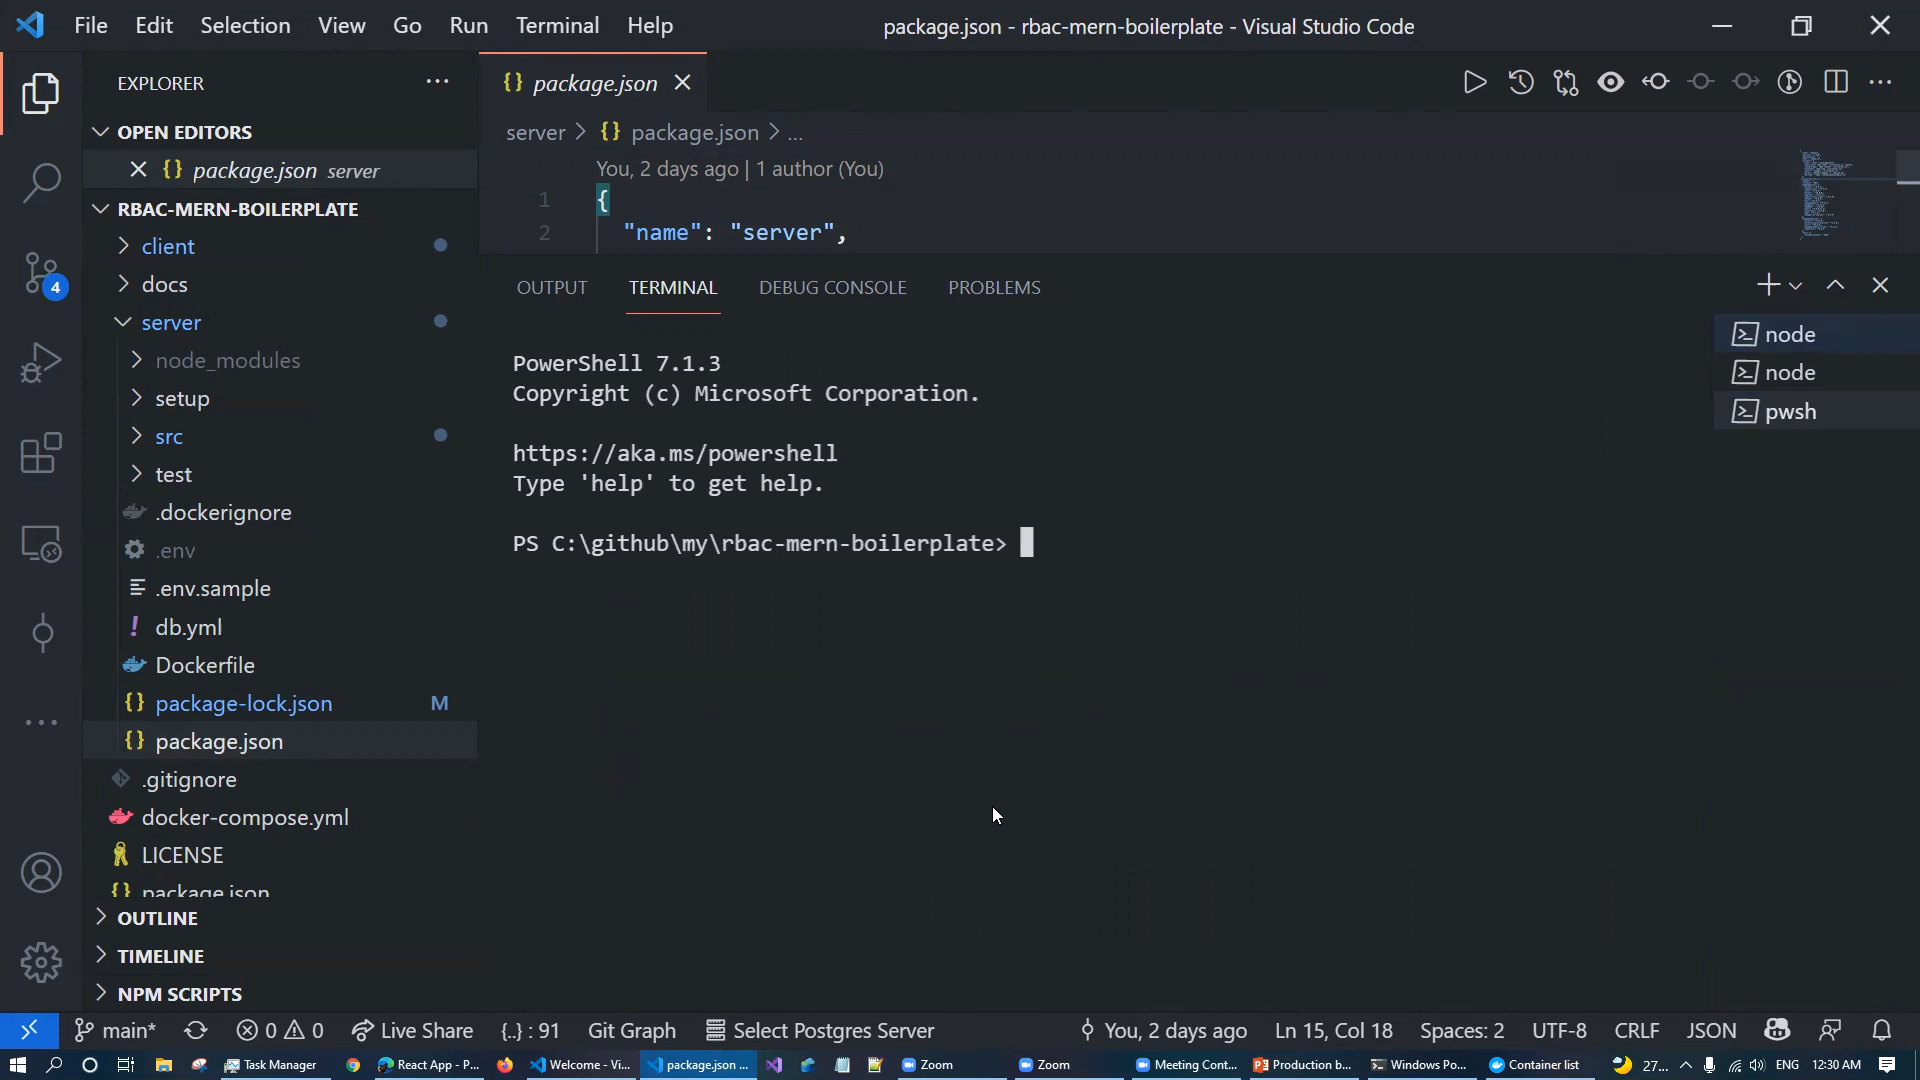 File Edit Selection View Go Run Terminal Help
package.json - rbac-mern-boilerplate - Visual Studio Code
EXPLORER
OPEN EDITORS
package.json server
RBAC-MERN-BOILERPLATE
client
docs
server
node_modules
setup
src
test
.dockerignore
.env
.env.sample
db.yml
Dockerfile
package-lock.json M
package.json
.gitignore
docker-compose.yml
LICENSE
package.json
OUTLINE
TIMELINE
NPM SCRIPTS
4
package.json
server > {} package.json > ...
You, 2 days ago | 1 author (You)
1 {
2 "name": "server",
OUTPUT TERMINAL DEBUG CONSOLE PROBLEMS
PowerShell 7.1.3
Copyright (c) Microsoft Corporation.
https://aka.ms/powershell
Type 'help' to get help.
PS C:\github\my\rbac-mern-boilerplate>
node
node
pwsh
main* 0 0 Live Share {..} : 91 Git Graph Select Postgres Server You, 2 days ago Ln 15, Col 18 Spaces: 2 UTF-8 CRLF JSON
Task Manager React App - P... Welcome - Vi... package.json ... Zoom Zoom Meeting Cont... Production b... Windows Po... Container list 27... ENG 12:30 AM